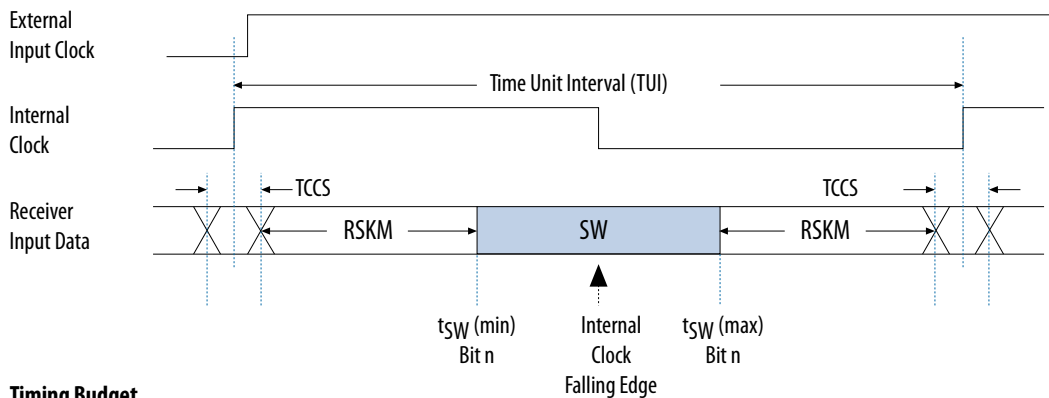 External
Input Clock
Time Unit Interval (TUI)
Internal
Clock
TCCS
TCCS
Receiver
Input Data
RSKM
SW
RSKM
tSW (min)
Bit n
Internal
Clock
Falling Edge
tSW (max)
Bit n
Timing Budget